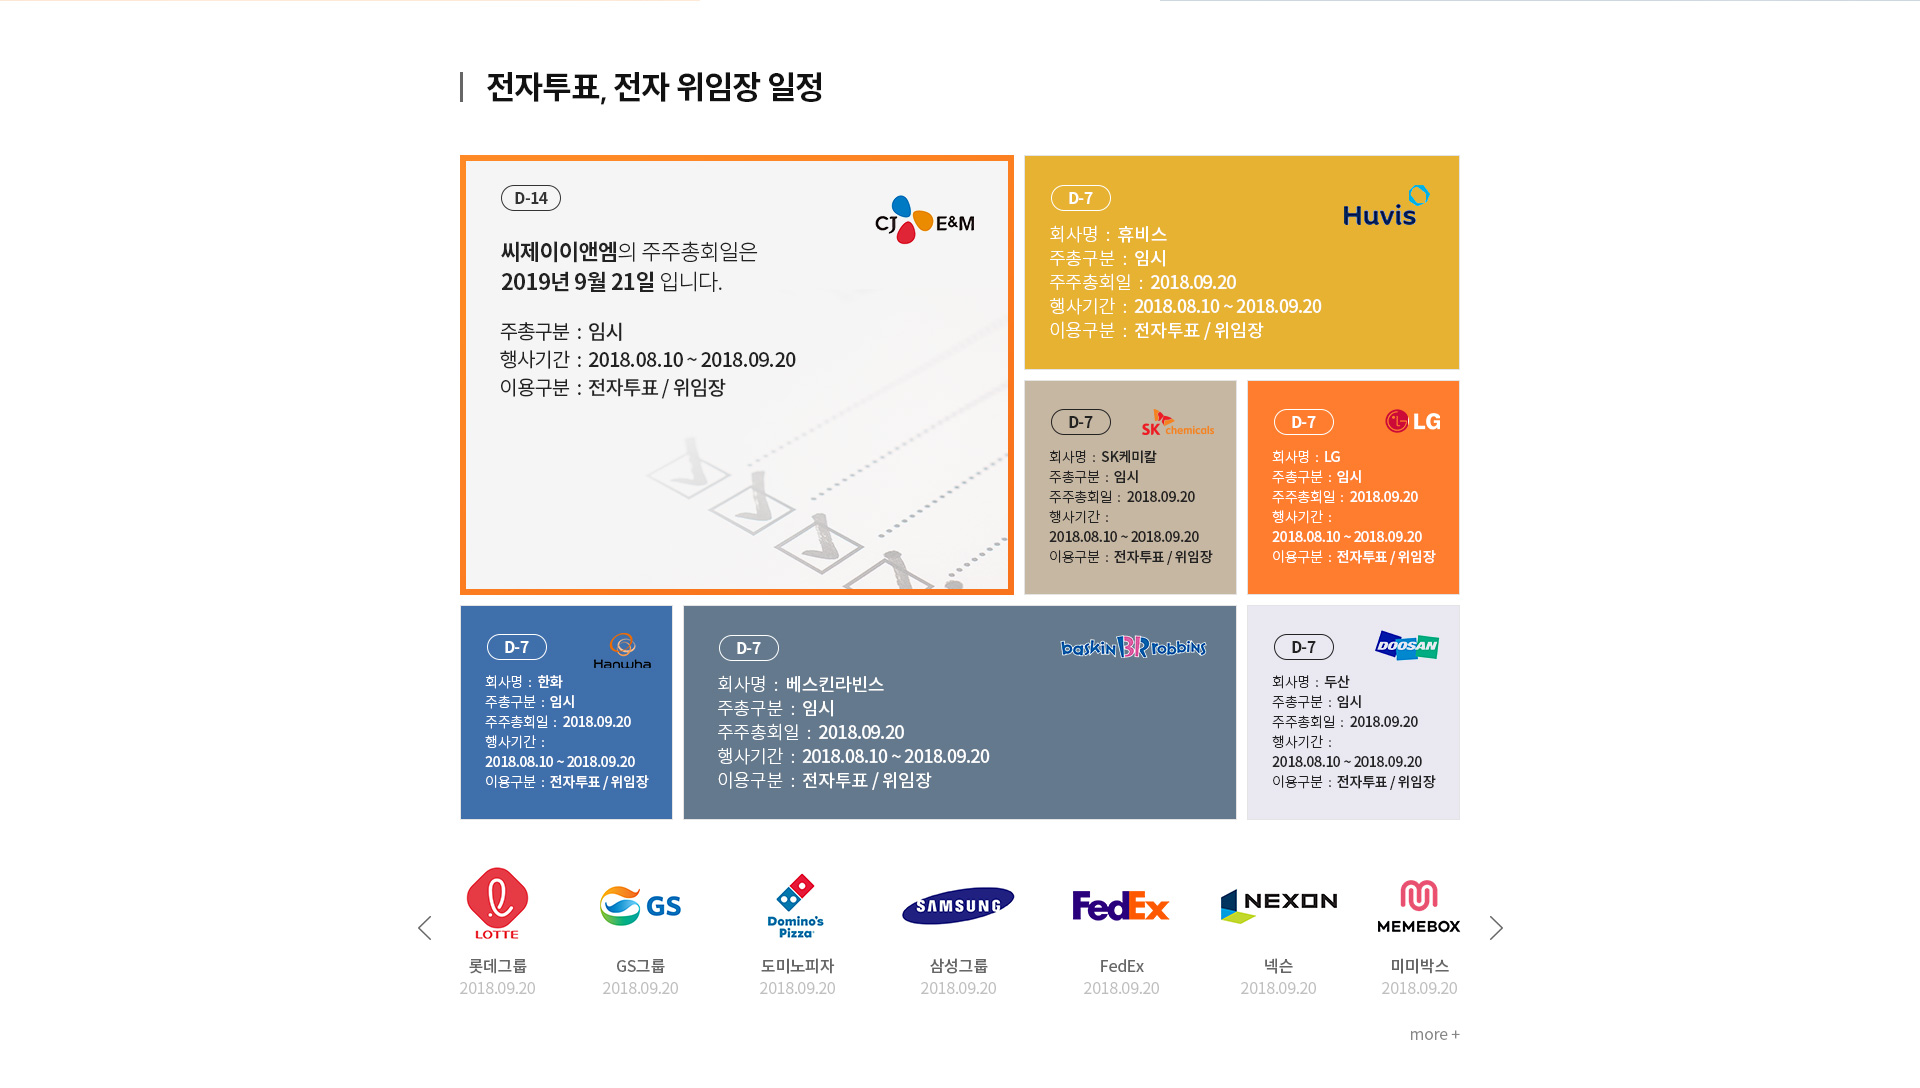 전자투표, 전자 위임장 일정
D-14
CJ E&M
씨제이이앤엠의 주주총회일은
2019년 9월 21일 입니다.
주총구분 : 임시
행사기간 : 2018.08.10 ~ 2018.09.20
이용구분 : 전자투표 / 위임장
D-7
Huvis
회사명 : 휴비스
주총구분 : 임시
주주총회일 : 2018.09.20
행사기간 : 2018.08.10 ~ 2018.09.20
이용구분 : 전자투표 / 위임장
D-7
SK chemicals
회사명 : SK케미칼
주총구분 : 임시
주주총회일 : 2018.09.20
행사기간 :
2018.08.10 ~ 2018.09.20
이용구분 : 전자투표 / 위임장
D-7
LG
회사명 : LG
주총구분 : 임시
주주총회일 : 2018.09.20
행사기간 :
2018.08.10 ~ 2018.09.20
이용구분 : 전자투표 / 위임장
D-7
Hanwha
회사명 : 한화
주총구분 : 임시
주주총회일 : 2018.09.20
행사기간 :
2018.08.10 ~ 2018.09.20
이용구분 : 전자투표 / 위임장
D-7
baskin BR robbins
회사명 : 베스킨라빈스
주총구분 : 임시
주주총회일 : 2018.09.20
행사기간 : 2018.08.10 ~ 2018.09.20
이용구분 : 전자투표 / 위임장
D-7
DOOSAN
회사명 : 두산
주총구분 : 임시
주주총회일 : 2018.09.20
행사기간 :
2018.08.10 ~ 2018.09.20
이용구분 : 전자투표 / 위임장
LOTTE
롯데그룹
2018.09.20
GS
GS그룹
2018.09.20
Domino's
Pizza
도미노피자
2018.09.20
SAMSUNG
삼성그룹
2018.09.20
FedEx
FedEx
2018.09.20
NEXON
넥슨
2018.09.20
MEMEBOX
미미박스
2018.09.20
more +